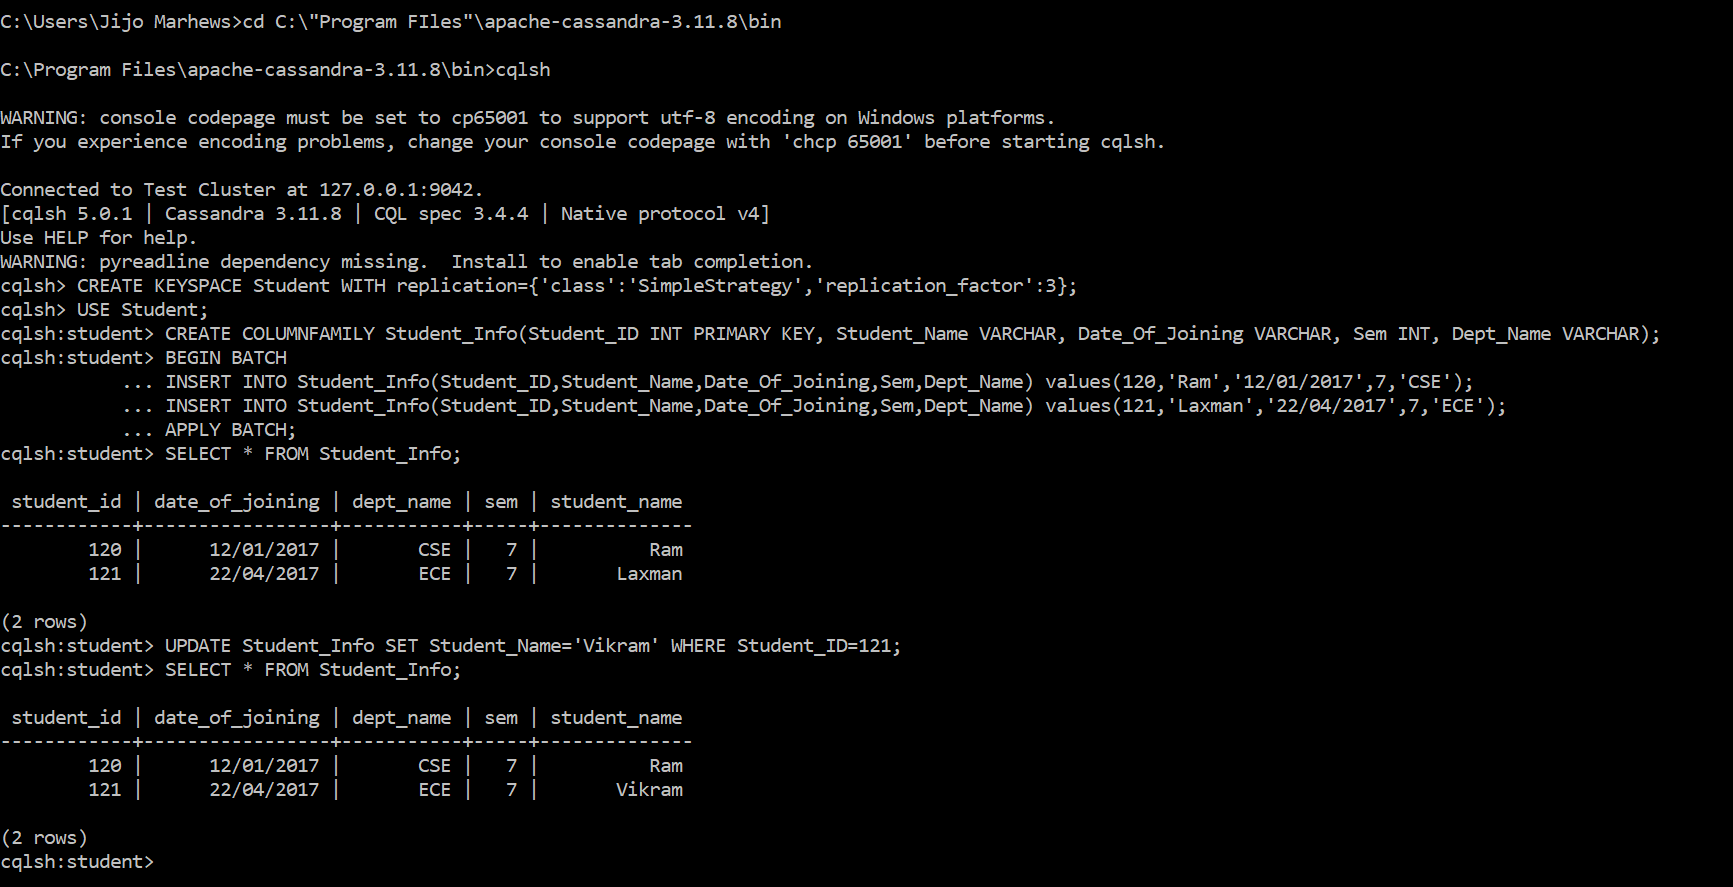 C:\Users\Jijo Marhews>cd C:\"Program FIles"\apache-cassandra-3.11.8\bin
C:\Program Files\apache-cassandra-3.11.8\bin>cqlsh
WARNING: console codepage must be set to cp65001 to support utf-8 encoding on Windows platforms.
If you experience encoding problems, change your console codepage with 'chcp 65001' before starting cqlsh.
Connected to Test Cluster at 127.0.0.1:9042.
[cqlsh 5.0.1 | Cassandra 3.11.8 | CQL spec 3.4.4 | Native protocol v4]
Use HELP for help.
WARNING: pyreadline dependency missing.  Install to enable tab completion.
cqlsh> CREATE KEYSPACE Student WITH replication={'class':'SimpleStrategy','replication_factor':3};
cqlsh> USE Student;
cqlsh:student> CREATE COLUMNFAMILY Student_Info(Student_ID INT PRIMARY KEY, Student_Name VARCHAR, Date_Of_Joining VARCHAR, Sem INT, Dept_Name VARCHAR);
cqlsh:student> BEGIN BATCH
           ... INSERT INTO Student_Info(Student_ID,Student_Name,Date_Of_Joining,Sem,Dept_Name) values(120,'Ram','12/01/2017',7,'CSE');
           ... INSERT INTO Student_Info(Student_ID,Student_Name,Date_Of_Joining,Sem,Dept_Name) values(121,'Laxman','22/04/2017',7,'ECE');
           ... APPLY BATCH;
cqlsh:student> SELECT * FROM Student_Info;
 student_id | date_of_joining | dept_name | sem | student_name
------------+-----------------+-----------+-----+--------------
        120 |      12/01/2017 |       CSE |   7 |          Ram
        121 |      22/04/2017 |       ECE |   7 |       Laxman
(2 rows)
cqlsh:student> UPDATE Student_Info SET Student_Name='Vikram' WHERE Student_ID=121;
cqlsh:student> SELECT * FROM Student_Info;
 student_id | date_of_joining | dept_name | sem | student_name
------------+-----------------+-----------+-----+--------------
        120 |      12/01/2017 |       CSE |   7 |          Ram
        121 |      22/04/2017 |       ECE |   7 |       Vikram
(2 rows)
cqlsh:student>